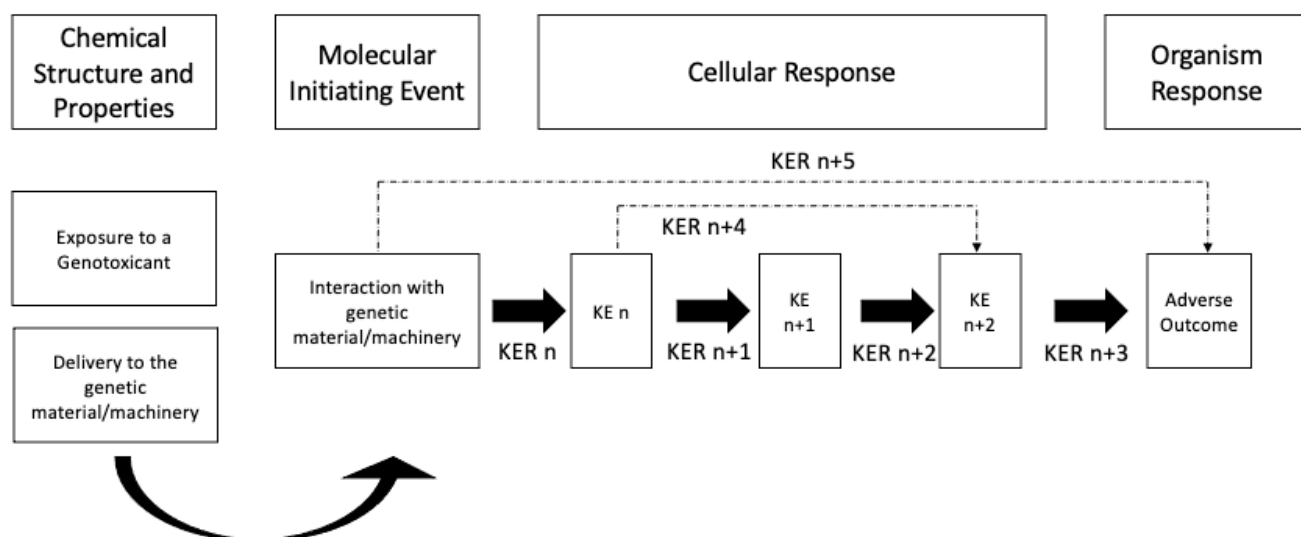 Chemical
Structure and
Properties
Molecular
Initiating Event
Cellular Response
Organism
Response
KER n+5
KER n+4
Exposure to a
Genotoxicant
Delivery to the
genetic
material/machinery
Interaction with
genetic
material/machinery
KER n
KE n
KER n+1
KE
n+1
KER n+2
KE
n+2
KER n+3
Adverse
Outcome